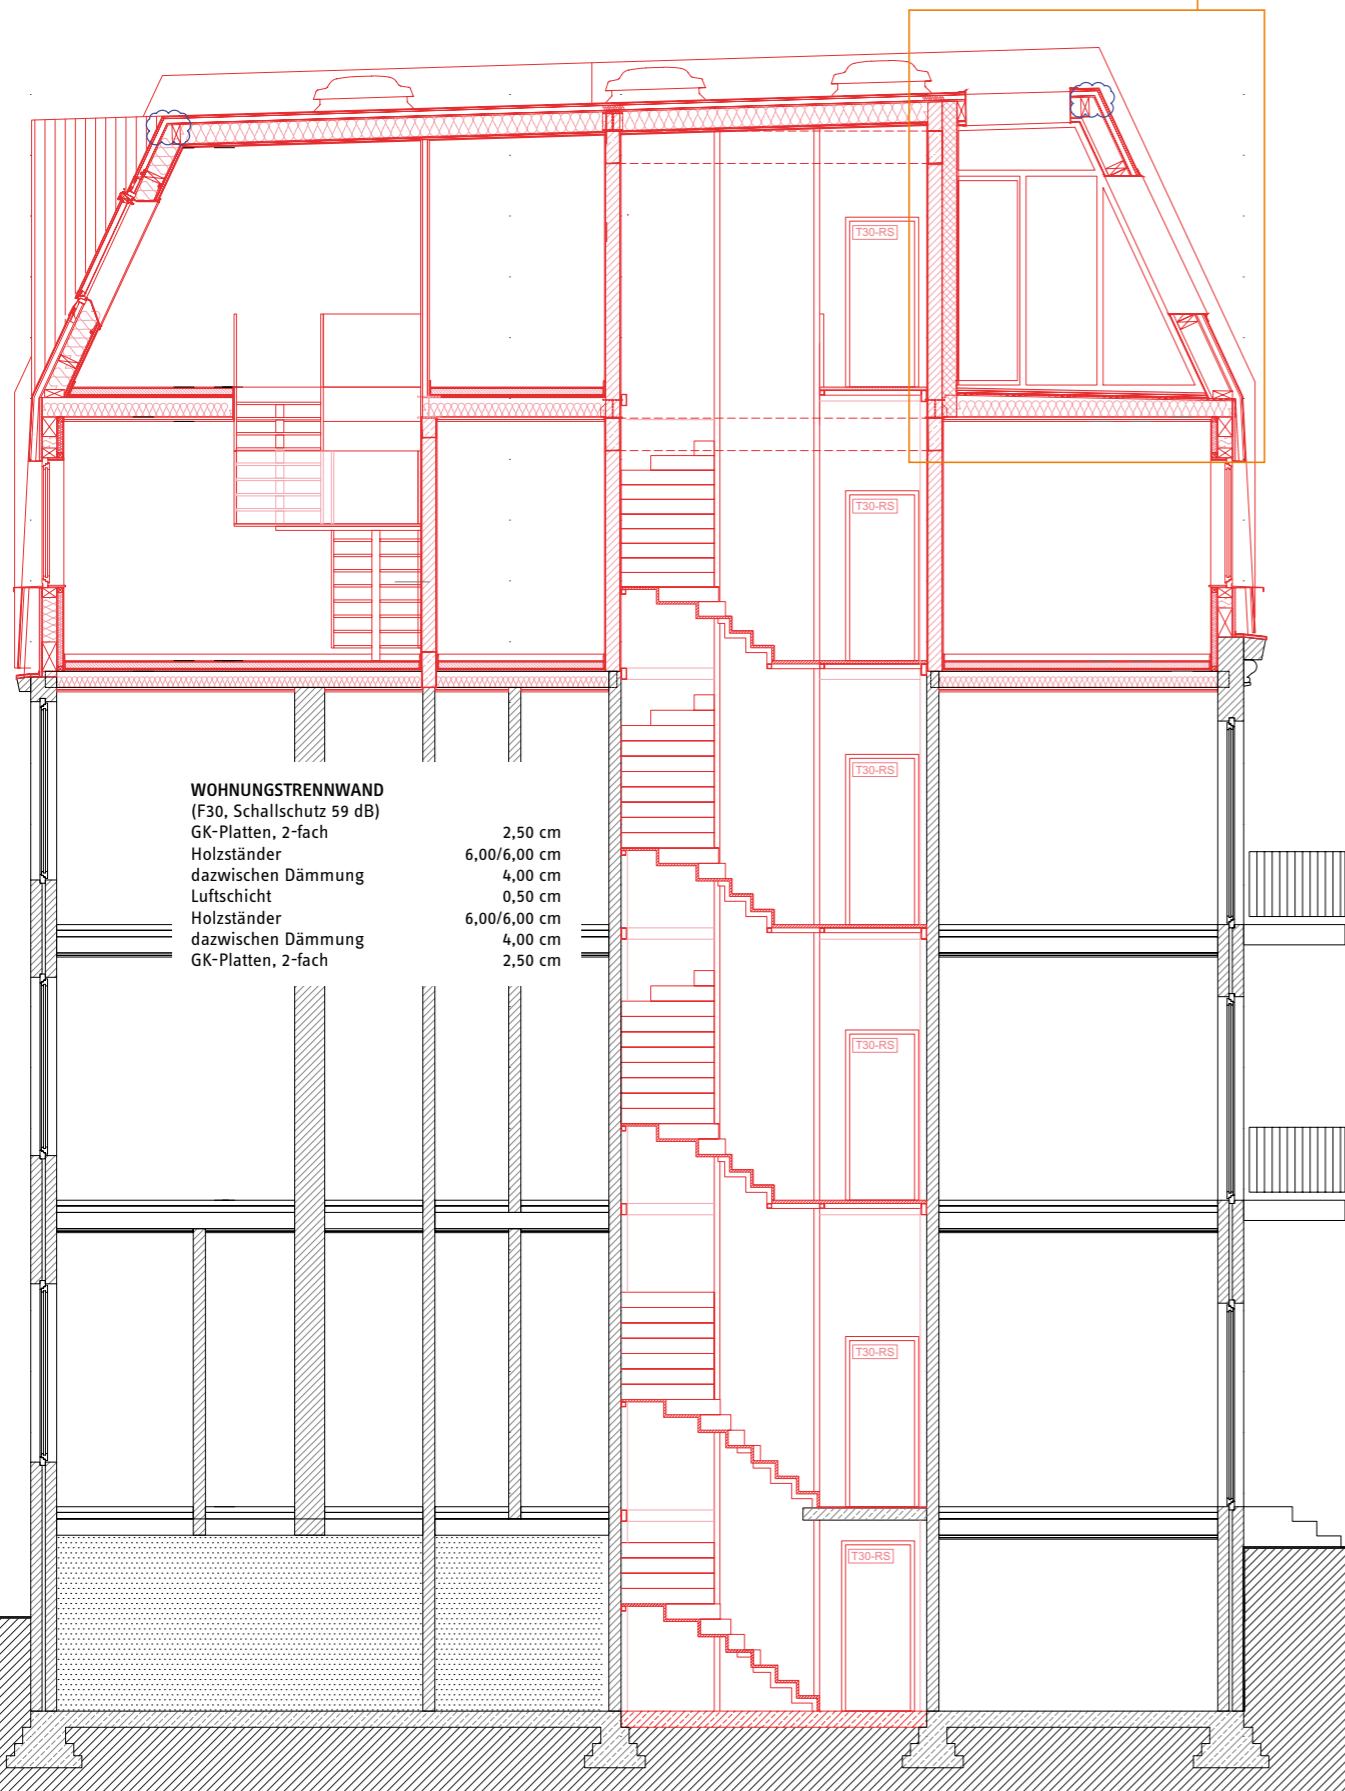 T30-RS
T30-RS
T30-RS
WOHNUNGSTRENNWAND
(F30, Schallschutz 59 dB)
GK-Platten, 2-fach 2,50 cm
Holzständer 6,00/6,00 cm
dazwischen Dämmung 4,00 cm
Luftschicht 0,50 cm
Holzständer 6,00/6,00 cm
dazwischen Dämmung 4,00 cm
GK-Platten, 2-fach 2,50 cm
T30-RS
T30-RS
T30-RS